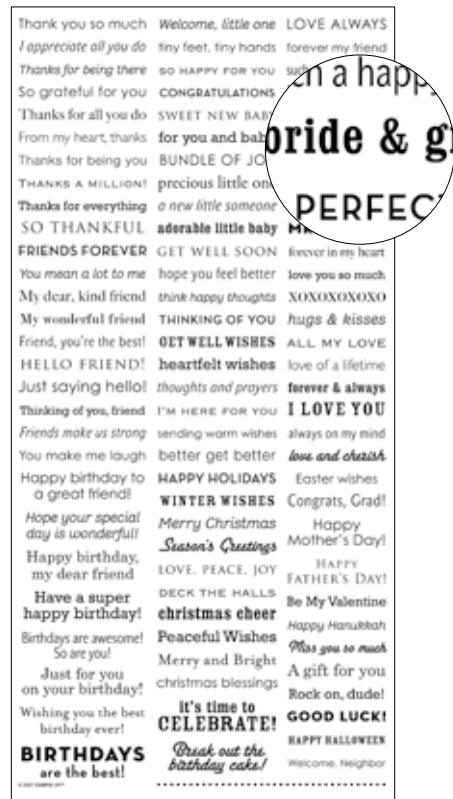 Thank you so much
I appreciate all you do
Thanks for being there
So grateful for you
Thanks for all you do
From my heart, thanks
Thanks for being you
THANKS A MILLION!
Thanks for everything
SO THANKFUL
FRIENDS FOREVER
You mean a lot to me
My dear, kind friend
My wonderful friend
Friend, you're the best!
HELLO FRIEND!
Just saying hello!
Thinking of you, friend
Friends make us strong
You make me laugh
Happy birthday to
a great friend!
Hope your special
day is wonderful!
Happy birthday,
my dear friend
Have a super
happy birthday!
Birthdays are awesome!
So are you!
Just for you
on your birthday!
Wishing you the best
birthday ever!
BIRTHDAYS
are the best!
Welcome, little one
tiny feet, tiny hands
SO HAPPY FOR YOU
CONGRATULATIONS
SWEET NEW BABY
for you and baby
BUNDLE OF JO
precious little one
a new little someone
adorable little baby
GET WELL SOON
hope you feel better
think happy thoughts
THINKING OF YOU
GET WELL WISHES
heartfelt wishes
thoughts and prayers
I'M HERE FOR YOU
sending warm wishes
better get better
HAPPY HOLIDAYS
WINTER WISHES
Merry Christmas
Season's Greetings
LOVE, PEACE, JOY
DECK THE HALLS
christmas cheer
Peaceful Wishes
Merry and Bright
christmas blessings
it's time to
CELEBRATE!
Break out the
birthday cake!
LOVE ALWAYS
forever my friend
such
n a happy
bride & g
PERFECT
forever in my heart
love you so much
XOXOXOXOXO
hugs & kisses
ALL MY LOVE
love of a lifetime
forever & always
I LOVE YOU
always on my mind
love and cherish
Easter wishes
Congrats, Grad!
Happy
Mother's Day!
HAPPY
FATHER'S DAY!
Be My Valentine
Happy Hanukkah
Miss you so much
A gift for you
Rock on, dude!
GOOD LUCK!
HAPPY HALLOWEEN
Welcome, Neighbor